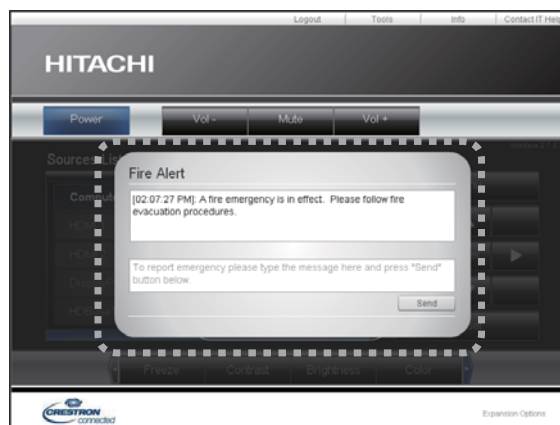 Logout Tools Info Contact IT Help
HITACHI
Power Vol - Mute Vol +
Sources List
Fire Alert
[02:07:27 PM]: A fire emergency is in effect. Please follow fire
evacuation procedures.
To report emergency please type the message here and press "Send"
button below.
Send
Freeze Contrast Brightness Color
CRESTRON
connected
Expansion Options